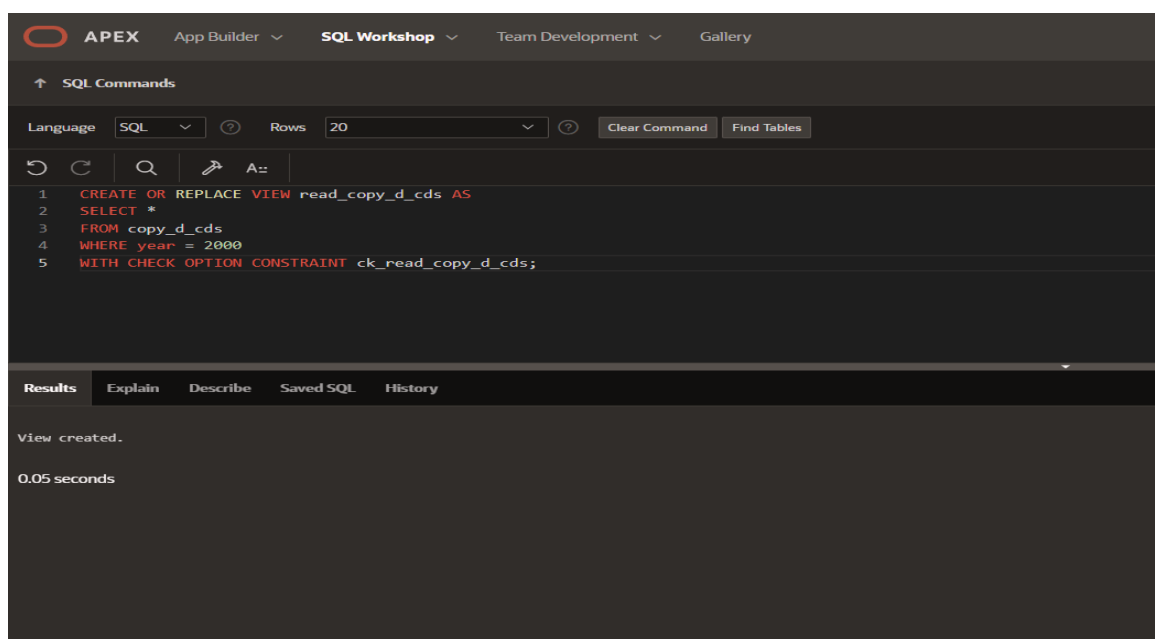 APEX App Builder SQL Workshop Team Development Gallery
SQL Commands
Language SQL Rows 20 Clear Command Find Tables
1 CREATE OR REPLACE VIEW read_copy_d_cds AS
2 SELECT *
3 FROM copy_d_cds
4 WHERE year = 2000
5 WITH CHECK OPTION CONSTRAINT ck_read_copy_d_cds;
Results Explain Describe Saved SQL History
View created.
0.05 seconds